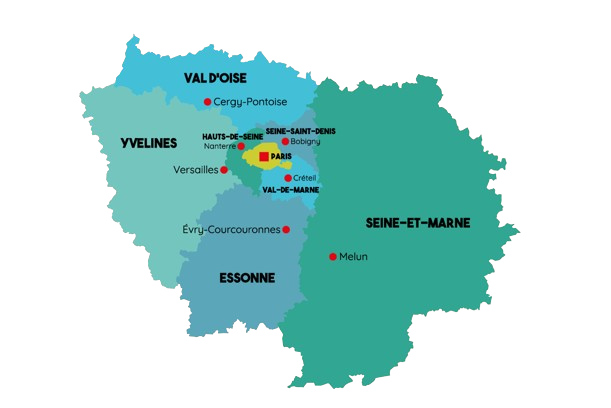 VAL D'OISE
Cergy-Pontoise
YVELINES
HAUTS-DE-SEINE
SEINE-SAINT-DENIS
Nanterre
Bobigny
PARIS
Versailles
Créteil
VAL-DE-MARNE
SEINE-ET-MARNE
Évry-Courcouronnes
Melun
ESSONNE